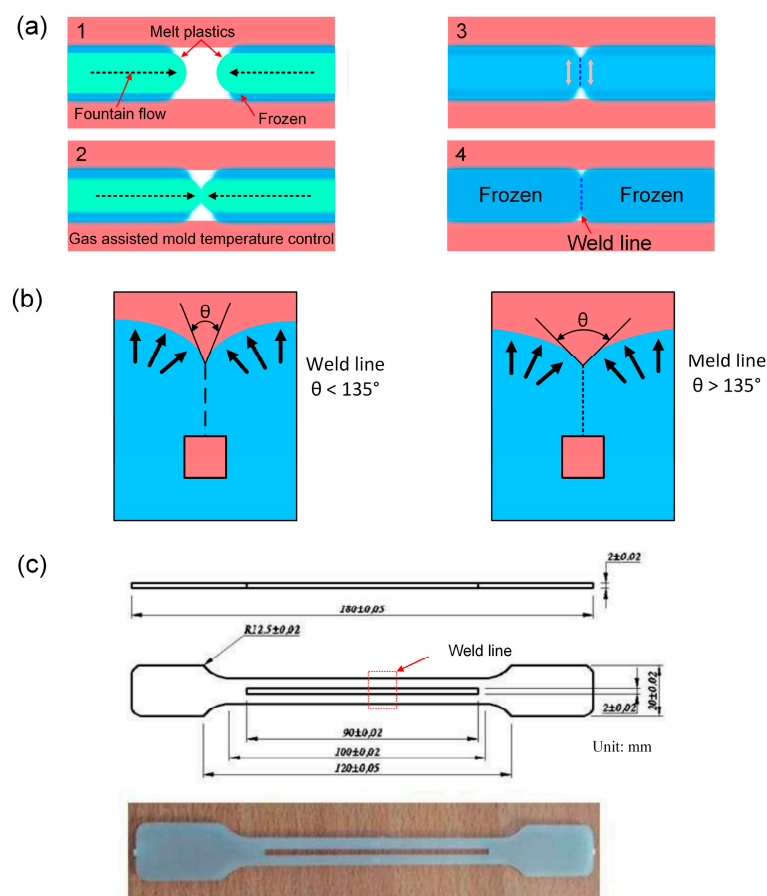 (a)
1
Melt plastics
Fountain flow
Frozen
2
Gas assisted mold temperature control
3
4
Frozen
Frozen
Weld line
(b)
θ
Weld line
θ < 135°
θ
Meld line
θ > 135°
(c)
2±0,02
180±0,05
R12,5±0,02
Weld line
90±0,02
100±0,02
120±0,05
2±0,02
20±0,02
Unit: mm